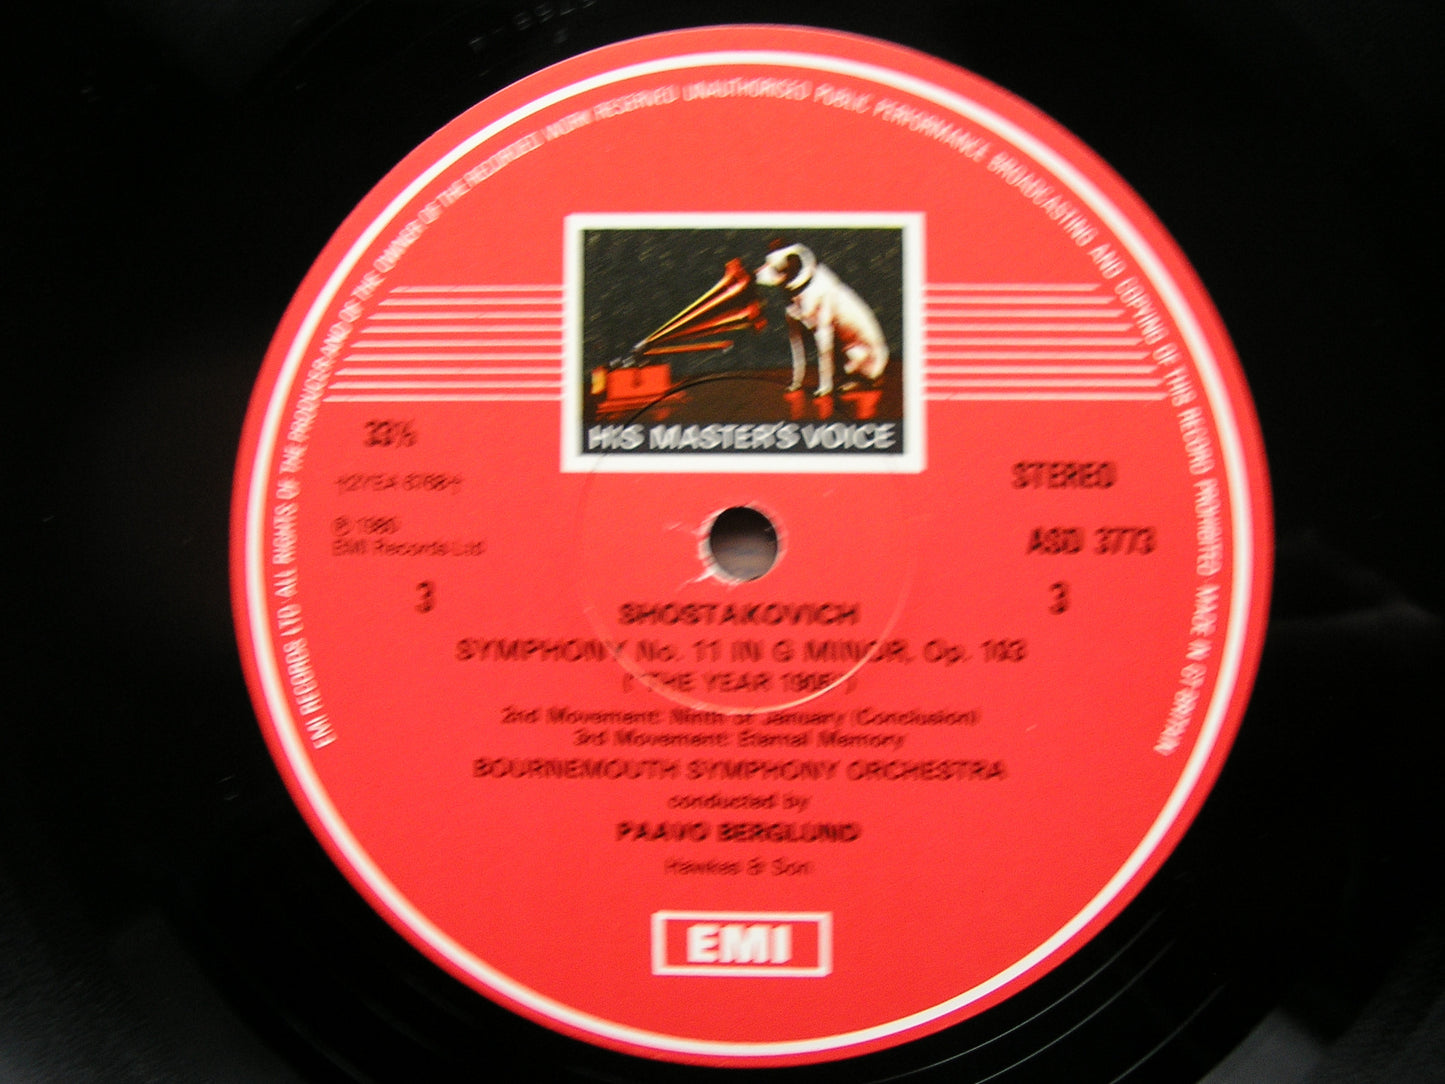 EMI RECORDS LTD ALL RIGHTS OF THE PRODUCER AND OF THE OWNER OF THE RECORDED WORK RESERVED UNAUTHORISED PUBLIC PERFORMANCE BROADCASTING AND COPYING OF THIS RECORD PROHIBITED MADE IN GT BRITAIN
HIS MASTER'S VOICE
33⅓
STEREO
℗ 1980
EMI Records Ltd
ASD 3773
3
3
SHOSTAKOVICH
SYMPHONY No. 11 IN G MINOR, Op. 103
("THE YEAR 1905")
2nd Movement: Ninth of January (Conclusion)
3rd Movement: Eternal Memory
BOURNEMOUTH SYMPHONY ORCHESTRA
conducted by
PAAVO BERGLUND
Hawkes & Son
EMI